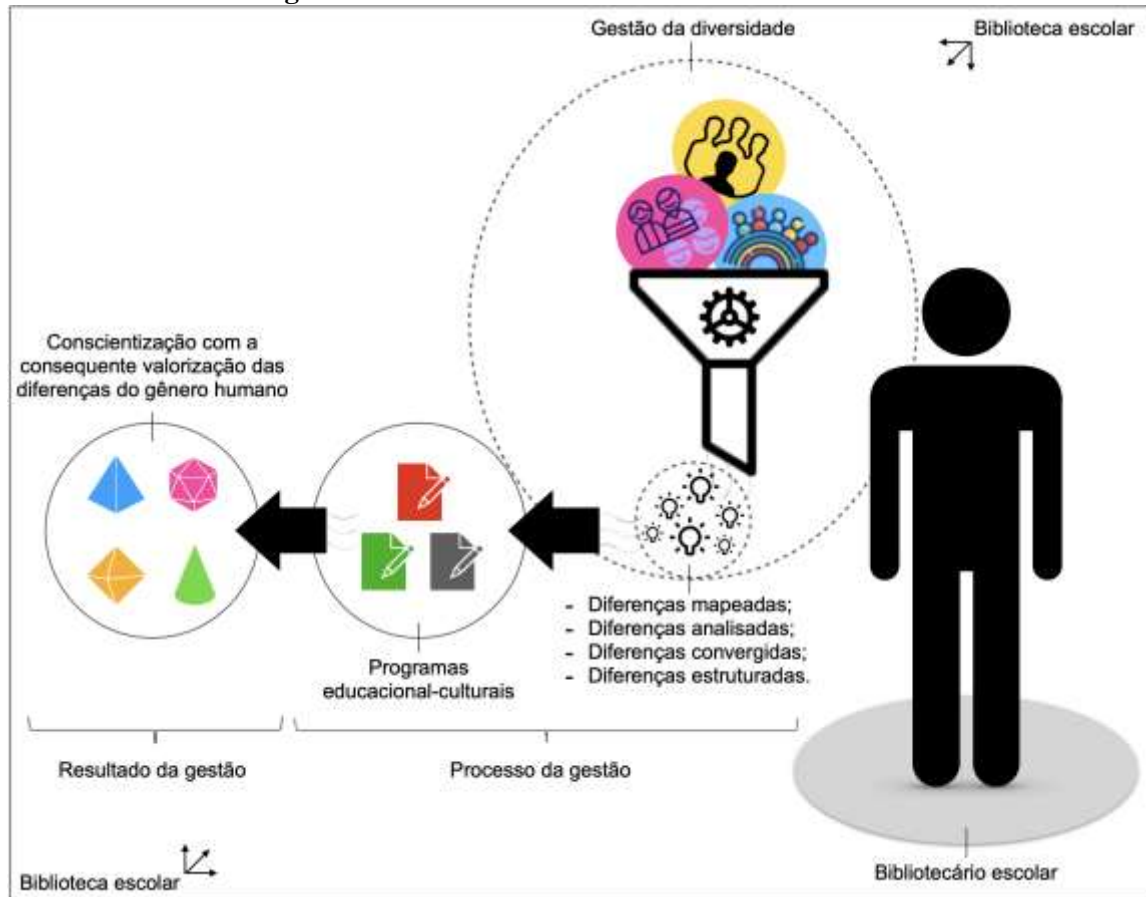 Gestão da diversidade
Biblioteca escolar
Conscientização com a
consequente valorização das
diferenças do gênero humano
- Diferenças mapeadas;
- Diferenças analisadas;
- Diferenças convergidas;
- Diferenças estruturadas.
Programas
educacional-culturais
Resultado da gestão
Processo da gestão
Bibliotecário escolar
Biblioteca escolar